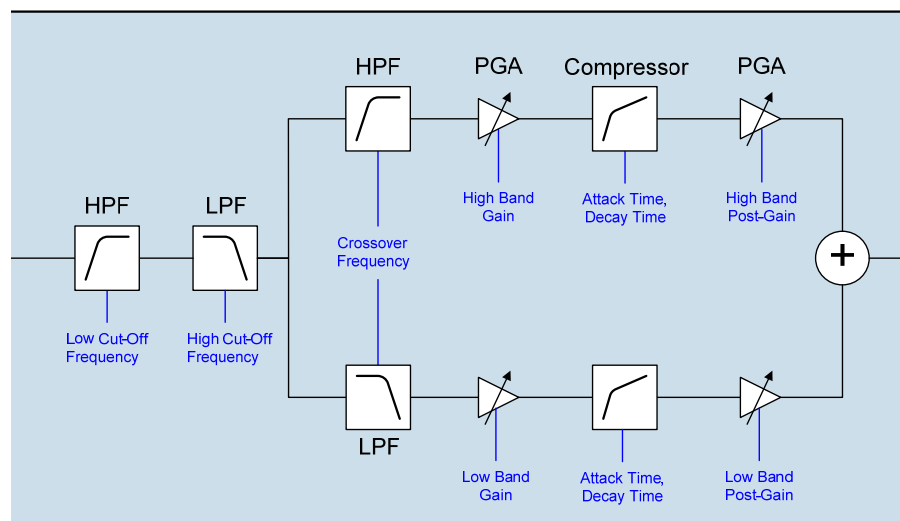 HPF
PGA
Compressor
PGA
High Band
Gain
Attack Time,
Decay Time
High Band
Post-Gain
HPF
LPF
Crossover
Frequency
+
Low Cut-Off
Frequency
High Cut-Off
Frequency
LPF
Low Band
Gain
Attack Time,
Decay Time
Low Band
Post-Gain